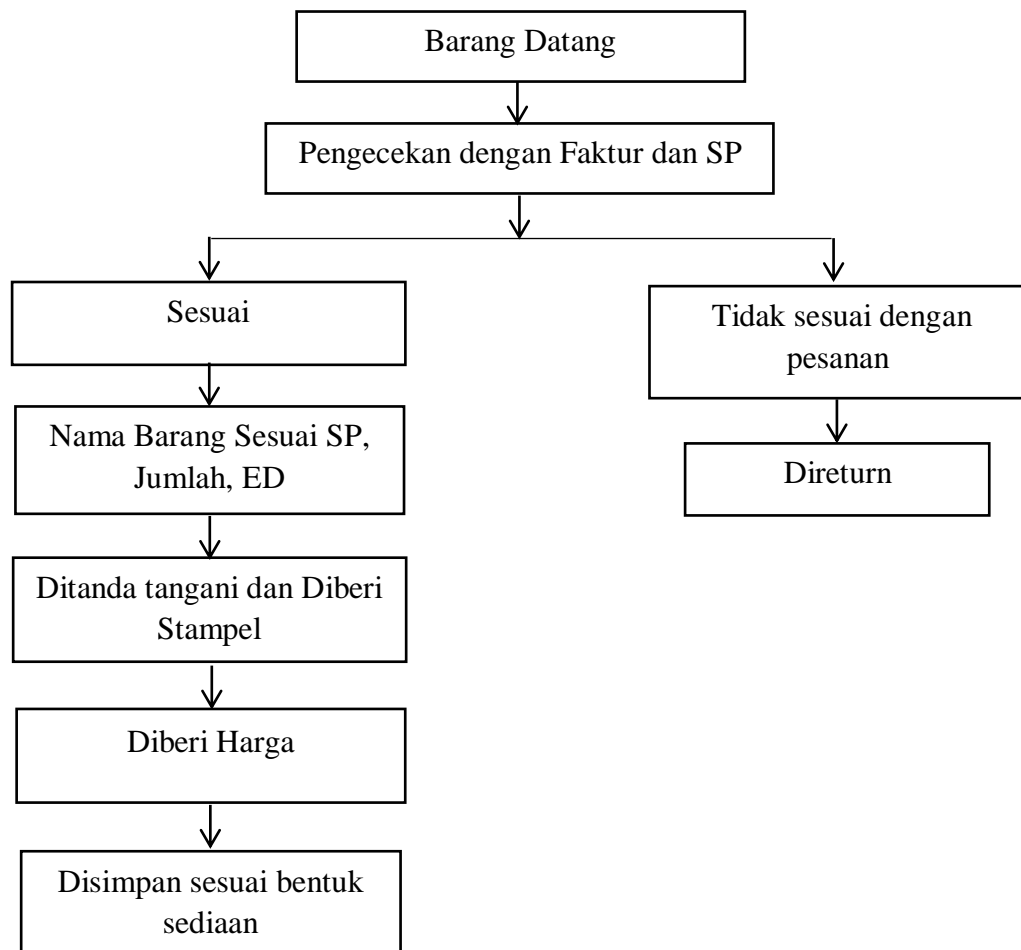 Barang Datang
Pengecekan dengan Faktur dan SP
Sesuai
Tidak sesuai dengan
pesanan
Nama Barang Sesuai SP,
Jumlah, ED
Direturn
Ditanda tangani dan Diberi
Stampel
Diberi Harga
Disimpan sesuai bentuk
sediaan